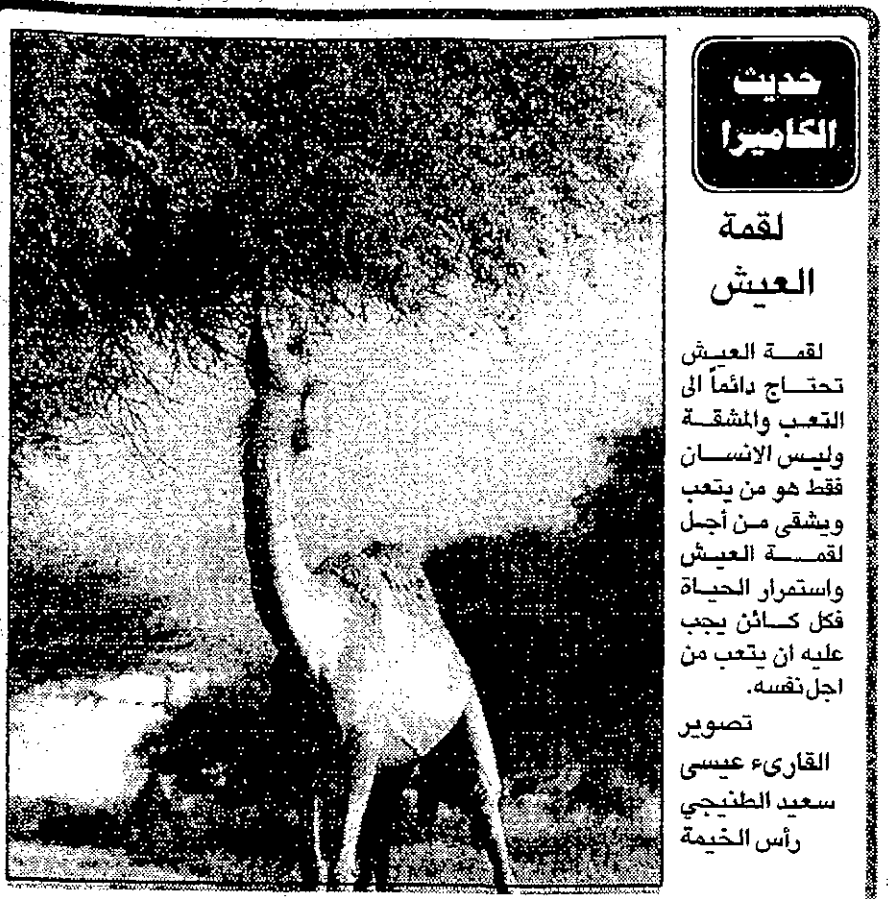 حديث
الكاميرا
لقمة
العيش
لقمة العيش
تحتاج دائماً الى
التعب والمشقة
وليس الانسان
فقط هو من يتعب
ويشقى من أجل
لقمة العيش
واستمرار الحياة
فكل كائن يجب
عليه ان يتعب من
اجل نفسه.
تصوير
القارىء عيسى
سعيد الطنيجي
رأس الخيمة